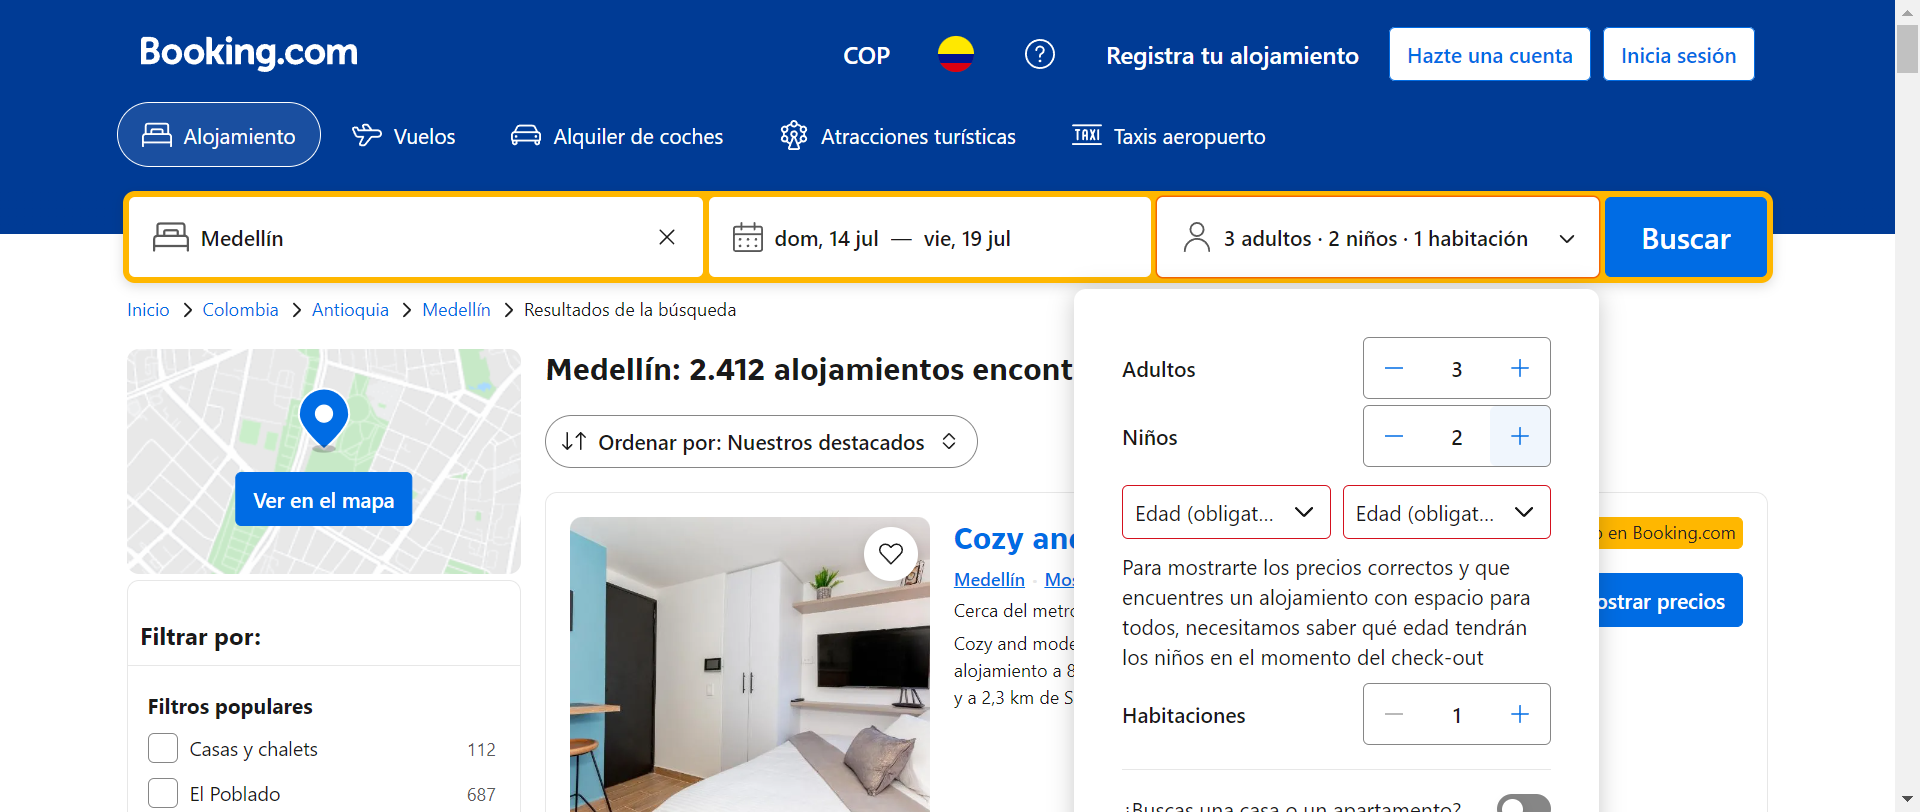 Booking.com
COP
Registra tu alojamiento
Hazte una cuenta
Inicia sesión
Alojamiento
Vuelos
Alquiler de coches
TAXI
Atracciones turísticas
Taxis aeropuerto
Medellín
dom, 14 jul — vie, 19 jul
3 adultos · 2 niños · 1 habitación
Buscar
Inicio > Colombia > Antioquia > Medellín > Resultados de la búsqueda
Ver en el mapa
Filtrar por:
Filtros populares
Casas y chalets 112
El Poblado 687
Medellín: 2.412 alojamientos encont
Ordenar por: Nuestros destacados
Cozy and
Medellín · Mos
Cerca del metro
Cozy and mode
alojamiento a 8
y a 2,3 km de S
Adultos
3
Niños
2
Edad (obligat...
Edad (obligat...
Para mostrarte los precios correctos y que
encuentres un alojamiento con espacio para
todos, necesitamos saber qué edad tendrán
los niños en el momento del check-out
Habitaciones
1
¿Buscas una casa o un apartamento?
en Booking.com
ostrar precios